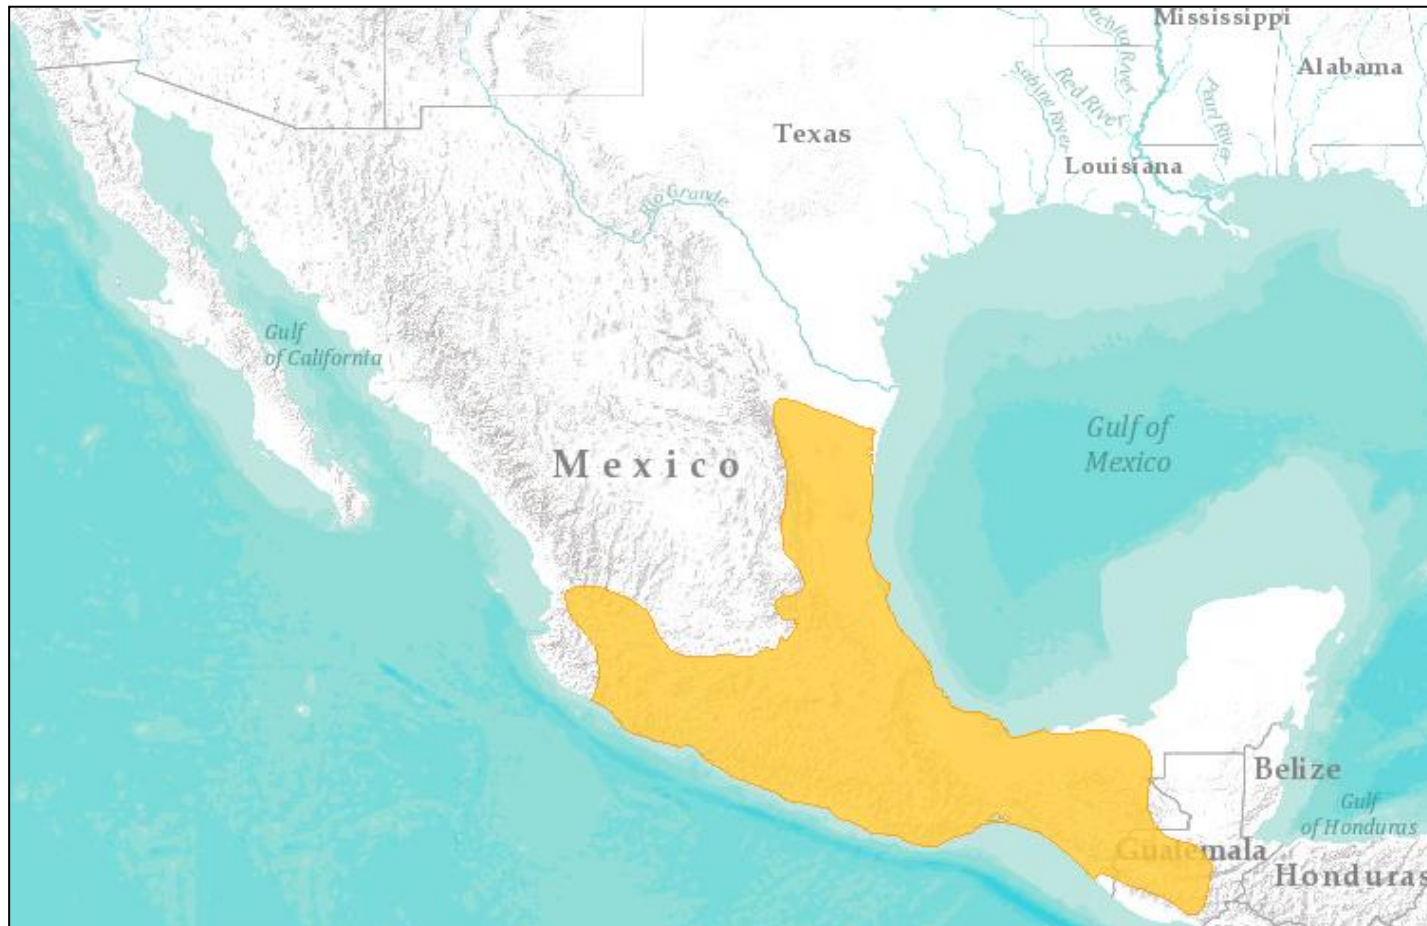 Mississippi
Alabama
Sabine River
Red River
Pearl River
Texas
Louisiana
Rio Grande
Gulf
of California
Gulf of
Mexico
Mexico
Belize
Gulf
of Honduras
Guatemala
Honduras